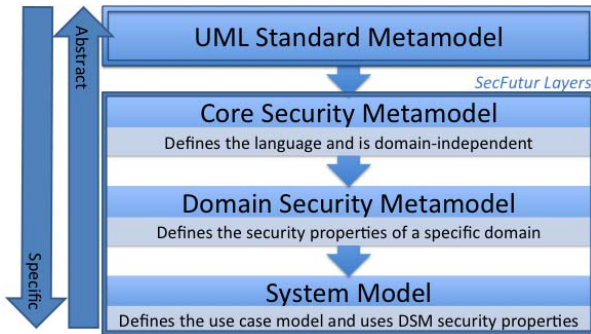 Abstract
Specific
UML Standard Metamodel
SecFutur Layers
Core Security Metamodel
Defines the language and is domain-independent
Domain Security Metamodel
Defines the security properties of a specific domain
System Model
Defines the use case model and uses DSM security properties